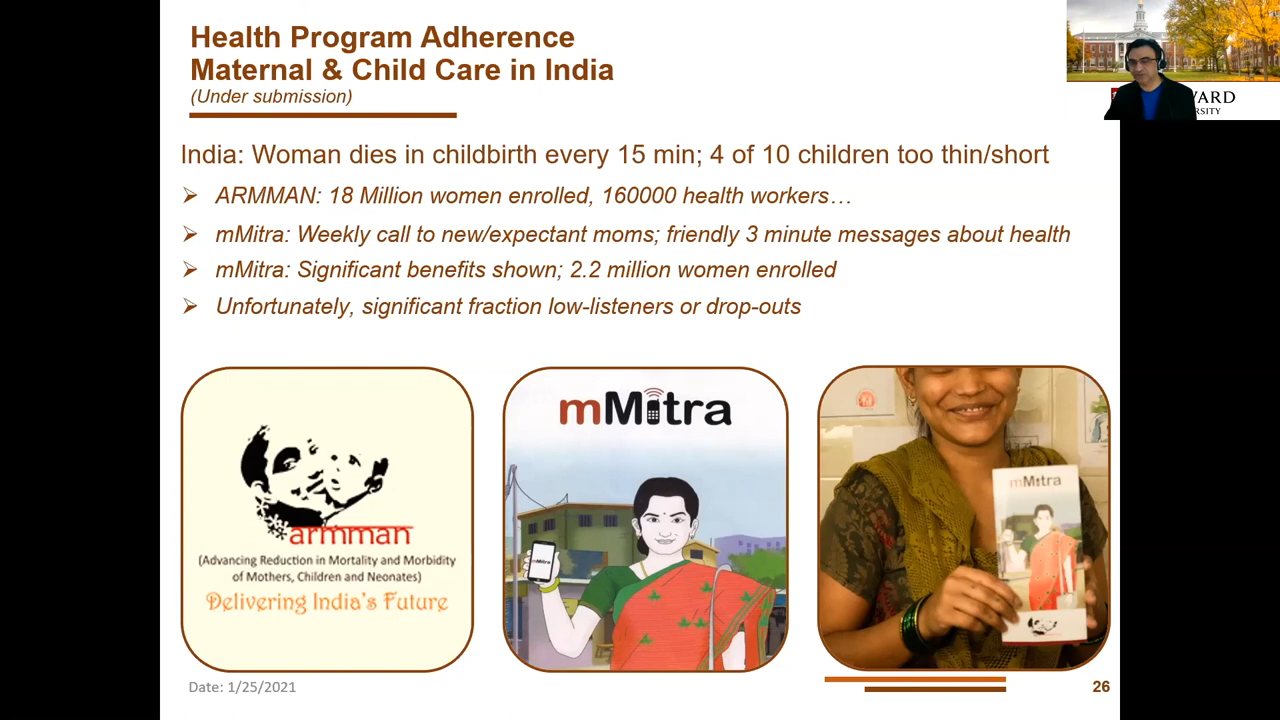 Health Program Adherence
Maternal & Child Care in India
(Under submission)
VARD
RSITY
India: Woman dies in childbirth every 15 min; 4 of 10 children too thin/short
ARMMAN: 18 Million women enrolled, 160000 health workers…
mMitra: Weekly call to new/expectant moms; friendly 3 minute messages about health
mMitra: Significant benefits shown; 2.2 million women enrolled
Unfortunately, significant fraction low-listeners or drop-outs
armman
(Advancing Reduction in Mortality and Morbidity
of Mothers, Children and Neonates)
Delivering India's Future
mMitra
mMitra
mMitra
Date: 1/25/2021
26